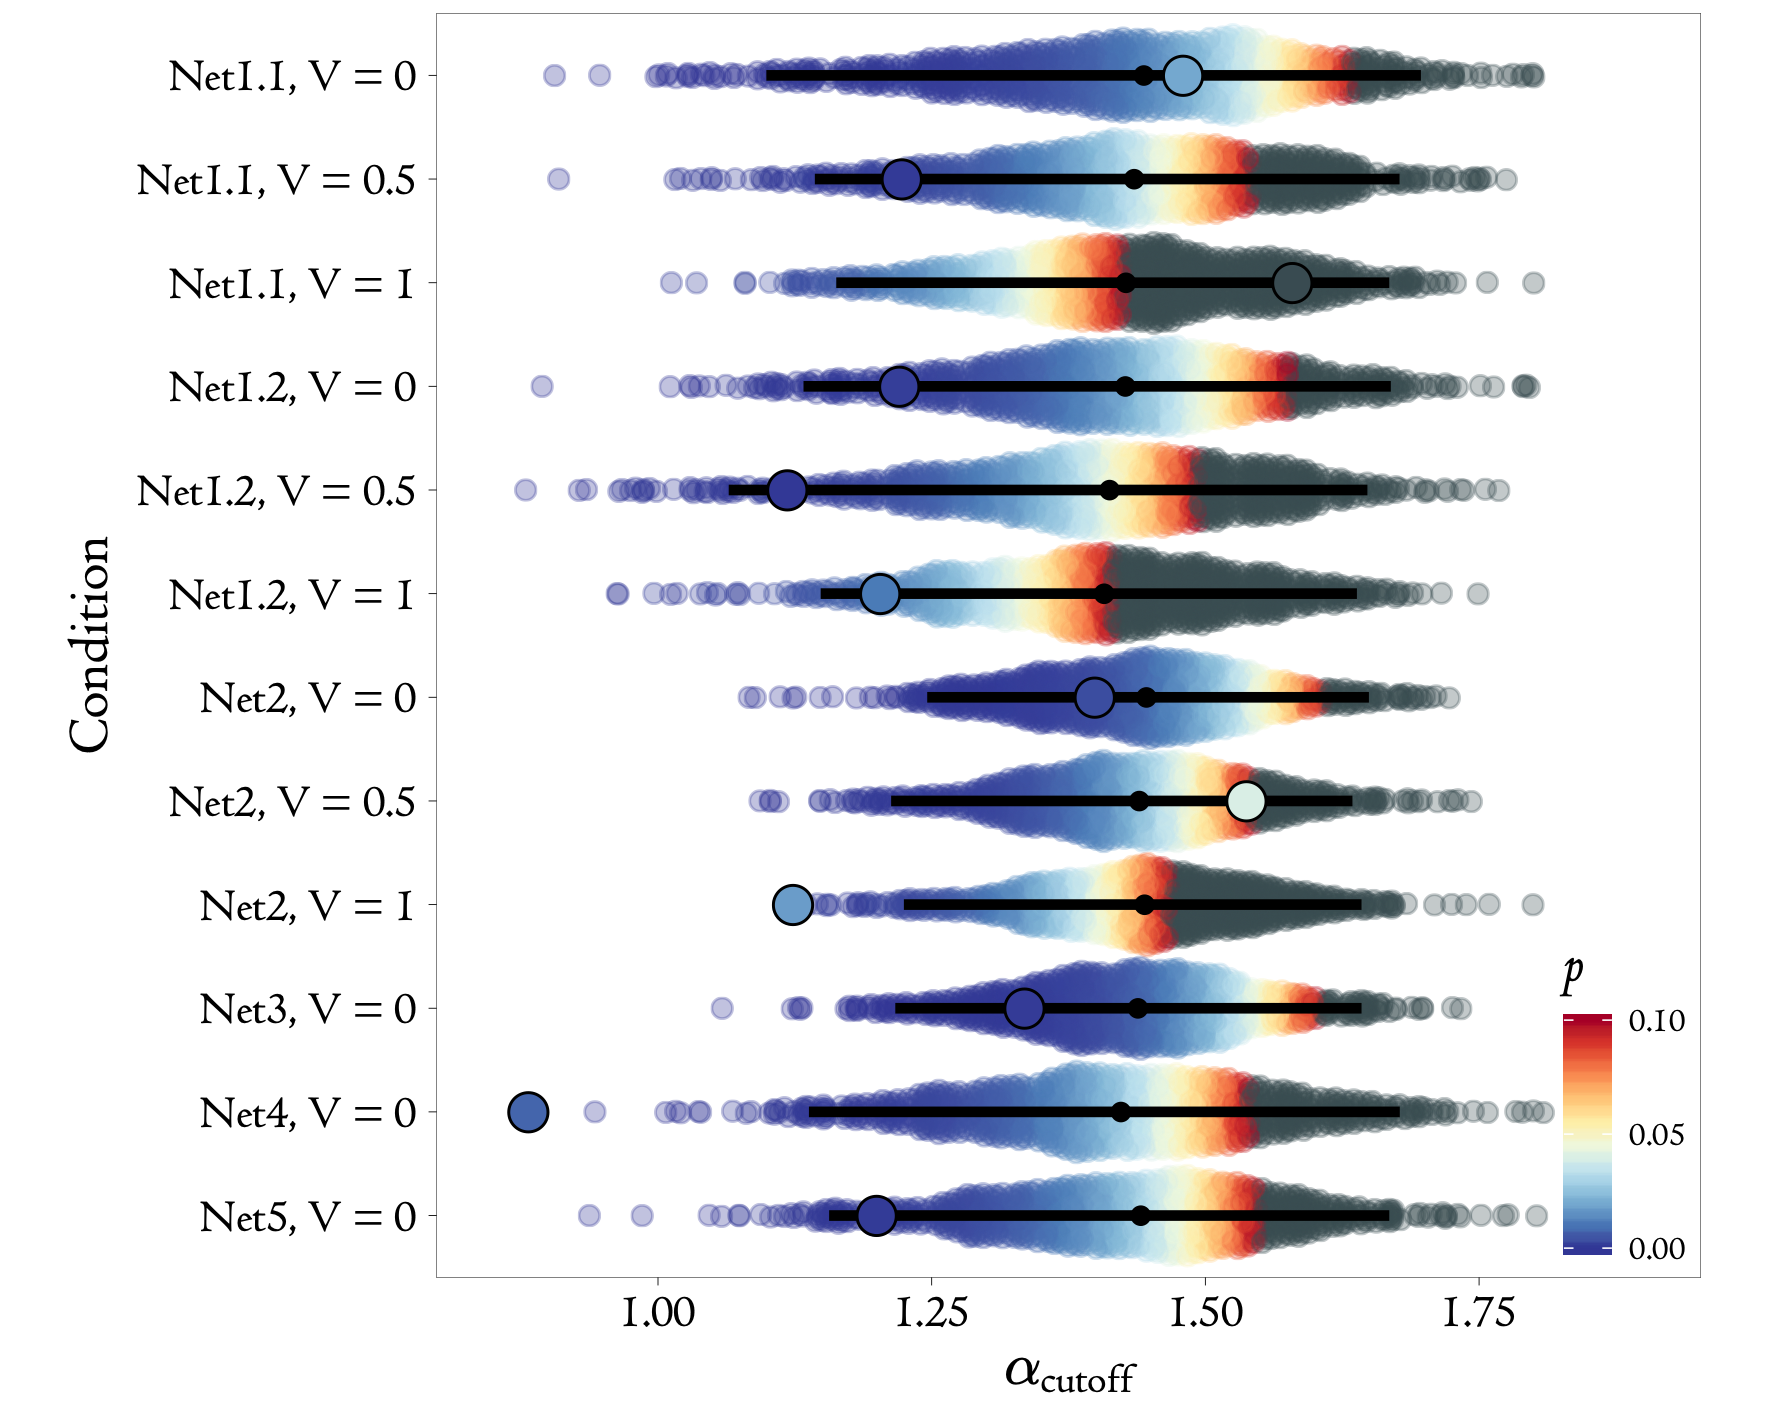 Net1.1, V = 0
Net1.1, V = 0.5
Net1.1, V = 1
Net1.2, V = 0
Net1.2, V = 0.5
Net1.2, V = 1
Net2, V = 0
Net2, V = 0.5
Net2, V = 1
Net3, V = 0
Net4, V = 0
Net5, V = 0
Condition
p
0.10
0.05
0.00
1.00 1.25 1.50 1.75
αcutoff